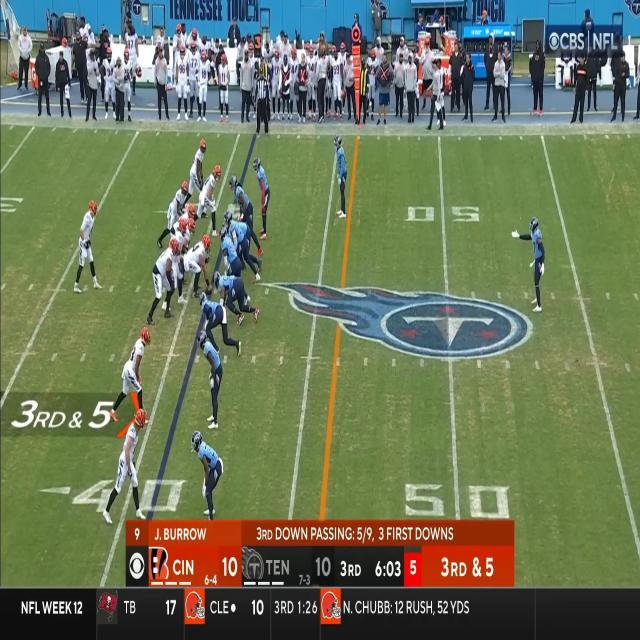 TENNESSEE TOUGH
CBS NFL
50
3RD & 5
40
50
9 J. BURROW 3RD DOWN PASSING: 5/9, 3 FIRST DOWNS
CIN 6-4 10 TEN 7-3 10 3RD 6:03 5 3RD & 5
NFL WEEK 12 TB 17 CLE 10 3RD 1:26 N. CHUBB: 12 RUSH, 52 YDS